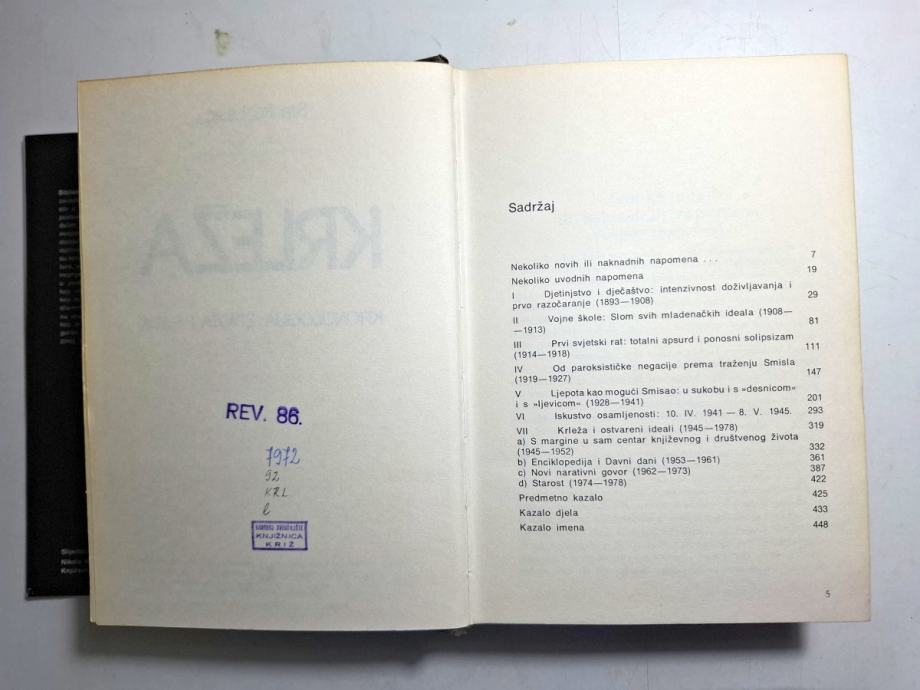 REV. 86.
7972
92
KRL
l
NARODNO SVEUČILIŠTE
KNJIŽNICA
KRIŽ
Sadržaj
Nekoliko novih ili naknadnih napomena . . . 7
Nekoliko uvodnih napomena 19
I Djetinjstvo i dječaštvo: intenzivnost doživljavanja i
prvo razočaranje (1893—1908) 29
II Vojne škole: Slom svih mladenačkih ideala (1908—
—1913) 81
III Prvi svjetski rat: totalni apsurd i ponosni solipsizam
(1914—1918) 111
IV Od paroksističke negacije prema traženju Smisla
(1919—1927) 147
V Ljepota kao mogući Smisao: u sukobu i s »desnicom«
i s »ljevicom« (1928—1941) 201
VI Iskustvo osamljenosti: 10. IV. 1941 — 8. V. 1945. 293
VII Krleža i ostvareni ideali (1945—1978) 319
a) S margine u sam centar književnog i društvenog života
(1945—1952) 332
b) Enciklopedija i Davni dani (1953—1961) 361
c) Novi narativni govor (1962—1973) 387
d) Starost (1974—1978) 422
Predmetno kazalo 425
Kazalo djela 433
Kazalo imena 448
5